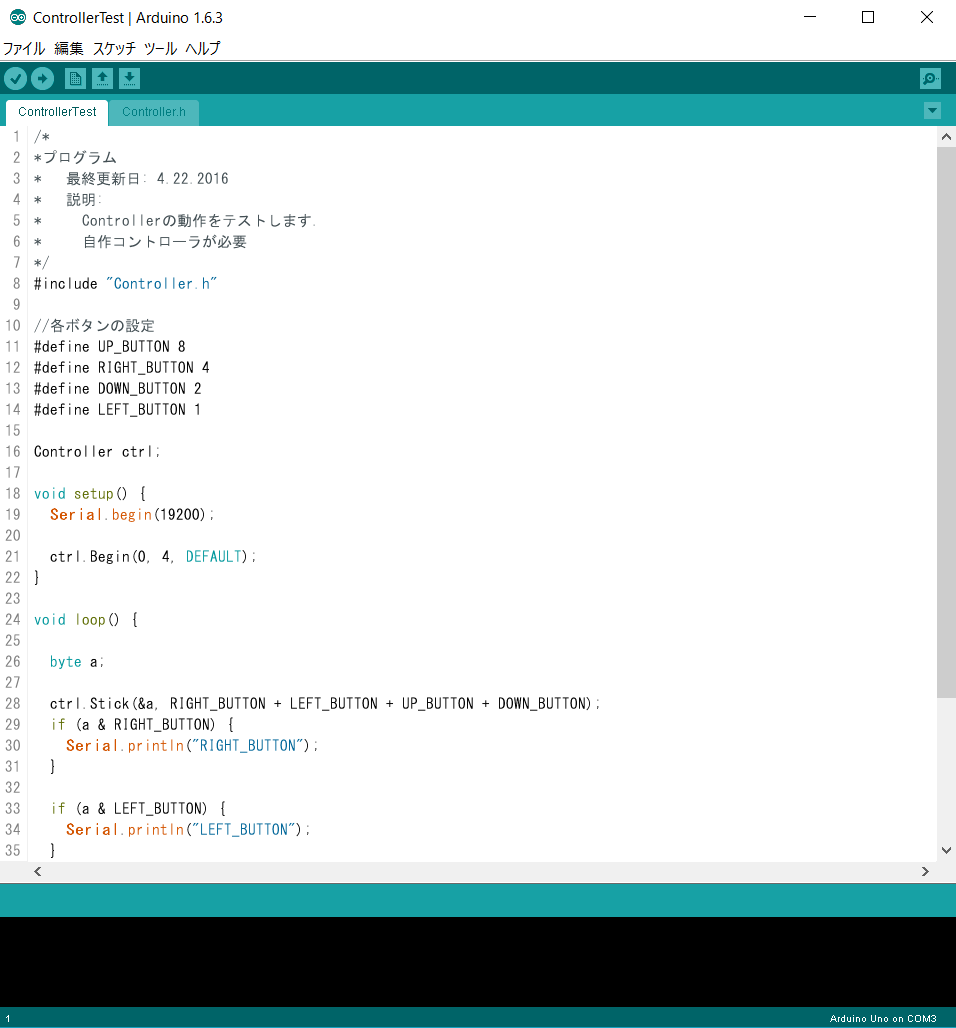 ControllerTest | Arduino 1.6.3
ファイル 編集 スケッチ ツール ヘルプ
ControllerTest Controller.h
1 /*
2 *プログラム
3 *   最終更新日: 4.22.2016
4 *   説明:
5 *     Controllerの動作をテストします.
6 *     自作コントローラが必要
7 */
8 #include "Controller.h"
9
10 //各ボタンの設定
11 #define UP_BUTTON 8
12 #define RIGHT_BUTTON 4
13 #define DOWN_BUTTON 2
14 #define LEFT_BUTTON 1
15
16 Controller ctrl;
17
18 void setup() {
19   Serial.begin(19200);
20
21   ctrl.Begin(0, 4, DEFAULT);
22 }
23
24 void loop() {
25
26   byte a;
27
28   ctrl.Stick(&a, RIGHT_BUTTON + LEFT_BUTTON + UP_BUTTON + DOWN_BUTTON);
29   if (a & RIGHT_BUTTON) {
30     Serial.println("RIGHT_BUTTON");
31   }
32
33   if (a & LEFT_BUTTON) {
34     Serial.println("LEFT_BUTTON");
35   }
1 Arduino Uno on COM3